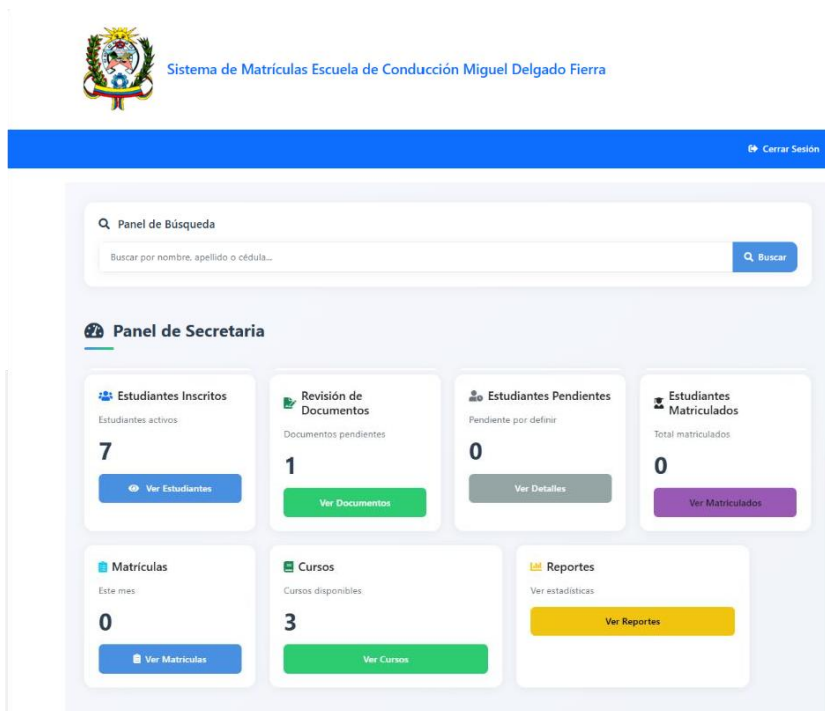 Sistema de Matrículas Escuela de Conducción Miguel Delgado Fierra
Cerrar Sesión
Panel de Búsqueda
Buscar por nombre, apellido o cédula...
Buscar
Panel de Secretaria
Estudiantes Inscritos
Estudiantes activos
7
Ver Estudiantes
Revisión de
Documentos
Documentos pendientes
1
Ver Documentos
Estudiantes Pendientes
Pendiente por definir
0
Ver Detalles
Estudiantes
Matriculados
Total matriculados
0
Ver Matriculados
Matrículas
Este mes
0
Ver Matrículas
Cursos
Cursos disponibles
3
Ver Cursos
Reportes
Ver estadísticas
Ver Reportes